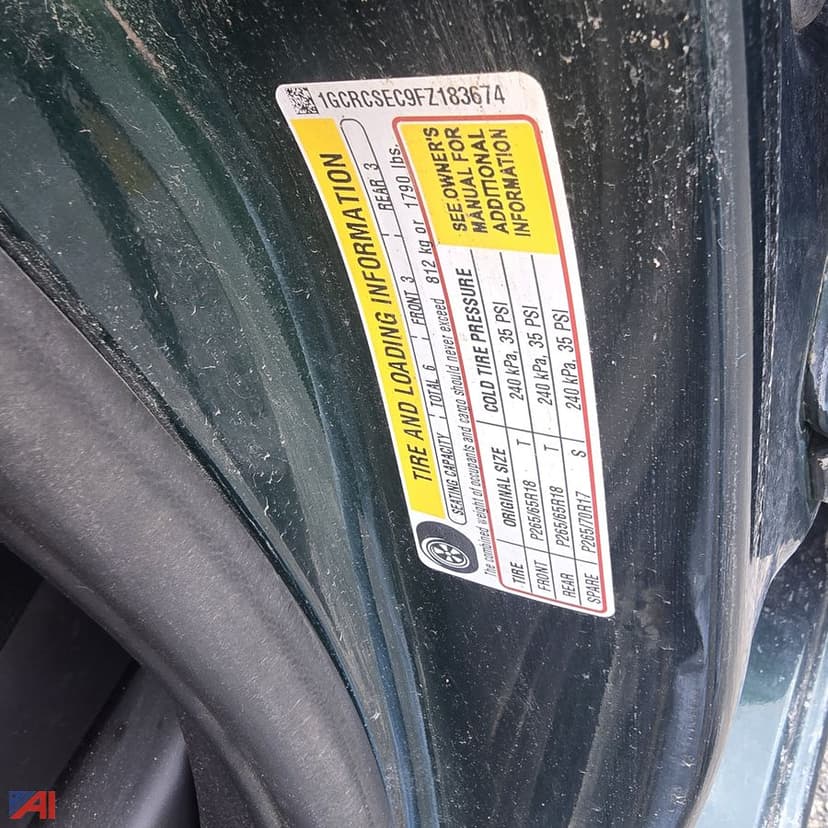 1GCRCSEC9FZ183674
TIRE AND LOADING INFORMATION
SEATING CAPACITY TOTAL 6 FRONT 3 REAR 3
The combined weight of occupants and cargo should never exceed 812 kg or 1790 lbs.
TIRE ORIGINAL SIZE COLD TIRE PRESSURE
FRONT P265/65R18 T 240 kPa, 35 PSI
REAR P265/65R18 T 240 kPa, 35 PSI
SPARE P265/70R17 S 240 kPa, 35 PSI
SEE OWNER'S
MANUAL FOR
ADDITIONAL
INFORMATION
AI